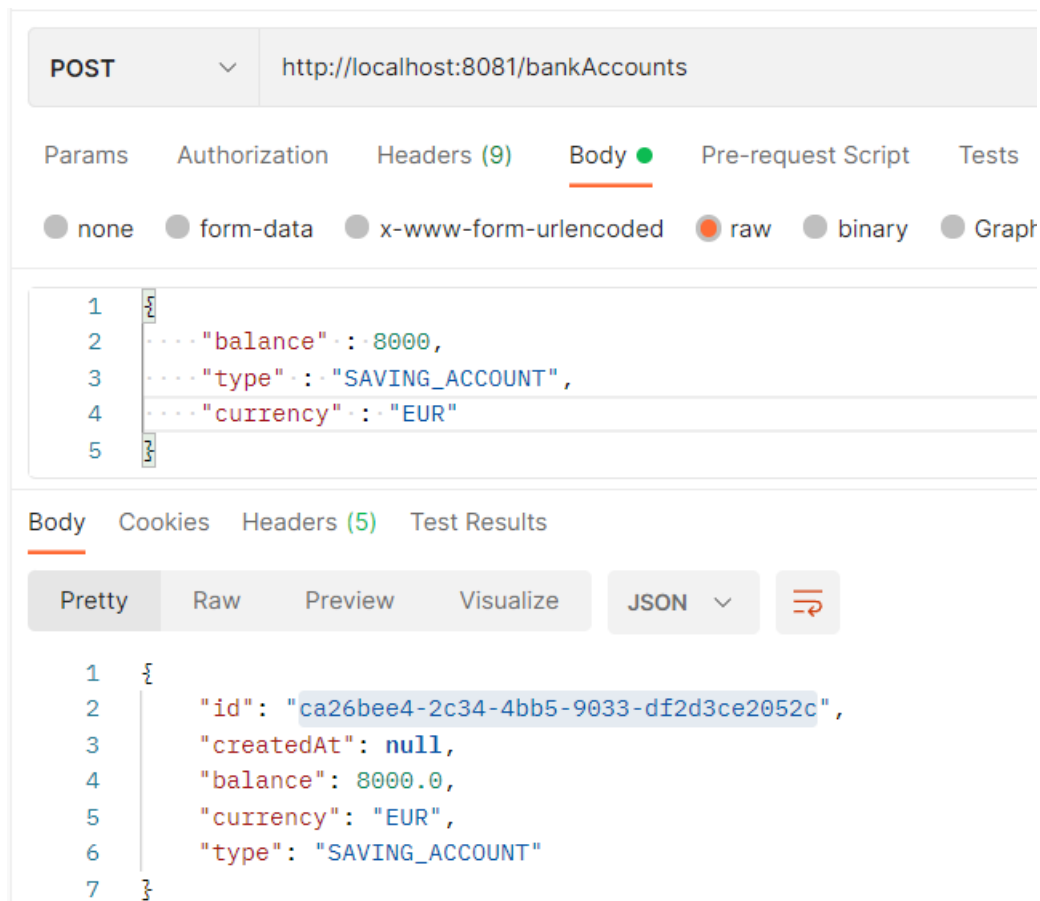 POST http://localhost:8081/bankAccounts
Params Authorization Headers (9) Body Pre-request Script Tests
none form-data x-www-form-urlencoded raw binary Graph
1 {
2 "balance" : 8000,
3 "type" : "SAVING_ACCOUNT",
4 "currency" : "EUR"
5 }
Body Cookies Headers (5) Test Results
Pretty Raw Preview Visualize JSON
1 {
2 "id": "ca26bee4-2c34-4bb5-9033-df2d3ce2052c",
3 "createdAt": null,
4 "balance": 8000.0,
5 "currency": "EUR",
6 "type": "SAVING_ACCOUNT"
7 }